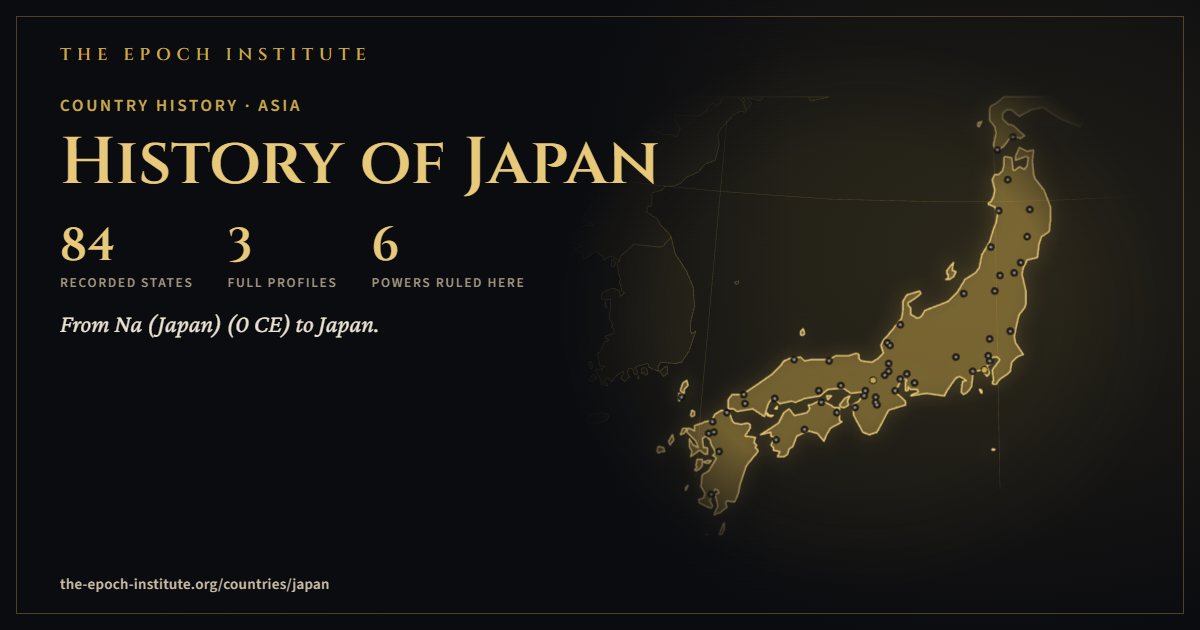 THE EPOCH INSTITUTE
COUNTRY HISTORY · ASIA
HISTORY OF JAPAN
84 3 6
RECORDED STATES FULL PROFILES POWERS RULED HERE
From Na (Japan) (0 CE) to Japan.
the-epoch-institute.org/countries/japan